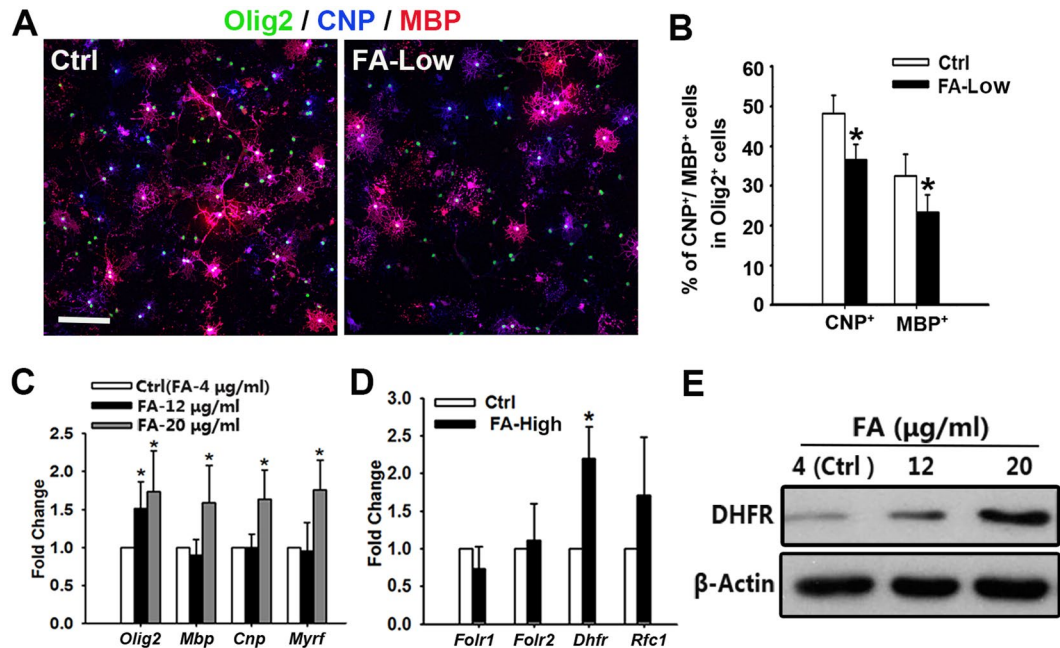 A
Olig2 / CNP / MBP
Ctrl
FA-Low
B
Ctrl
FA-Low
% of CNP⁺/ MBP⁺ cells
in Olig2⁺ cells
60
50
40
30
20
10
0
*
*
CNP⁺
MBP⁺
C
Ctrl(FA-4 μg/ml)
FA-12 μg/ml
FA-20 μg/ml
Fold Change
2.5
2.0
1.5
1.0
0.5
0.0
* * * * *
Olig2 Mbp Cnp Myrf
D
Ctrl
FA-High
Fold Change
3.0
2.5
2.0
1.5
1.0
0.5
0.0
*
Folr1 Folr2 Dhfr Rfc1
E
FA (μg/ml)
4 (Ctrl ) 12 20
DHFR
β-Actin